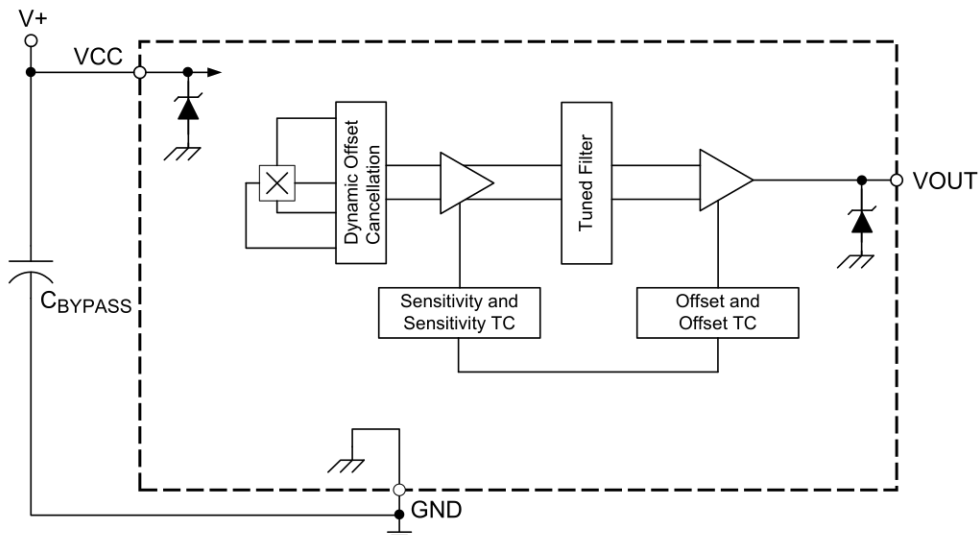 V+
VCC
Dynamic Offset
Cancellation
Tuned Filter
VOUT
CBYPASS
Sensitivity and
Sensitivity TC
Offset and
Offset TC
GND